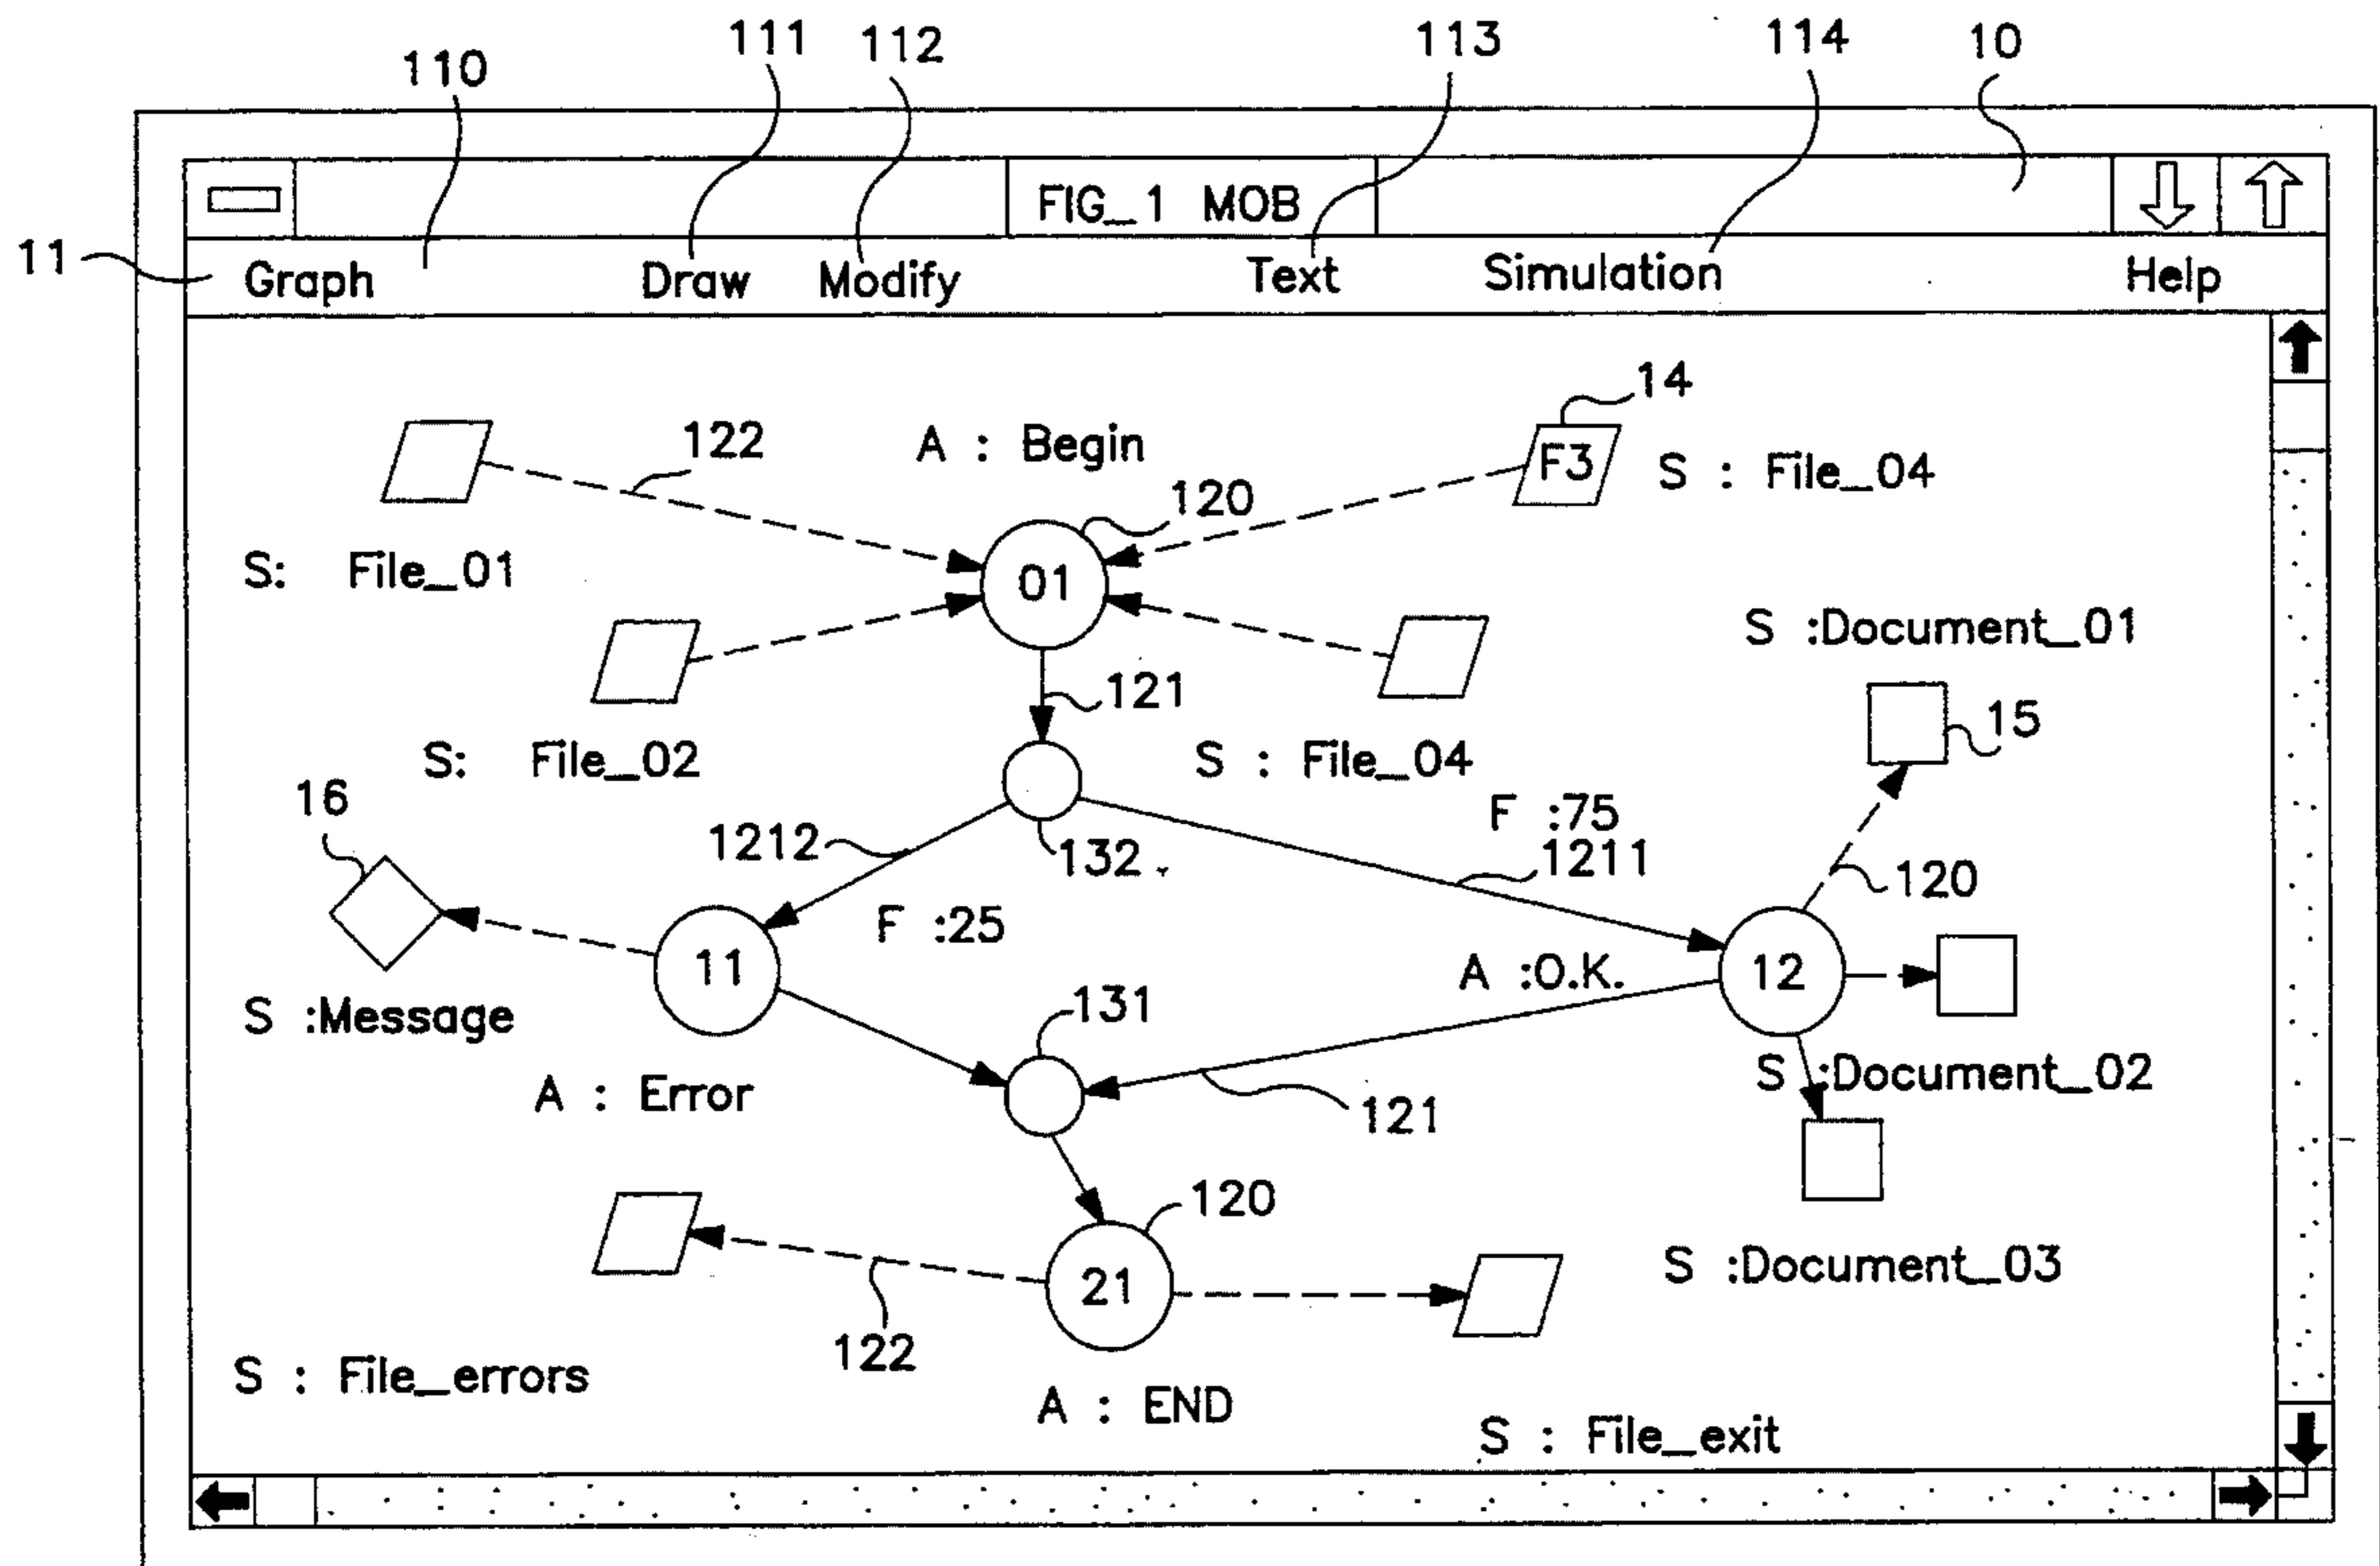 110 111 112 113 114 10
FIG_1 MOB
11 Graph Draw Modify Text Simulation Help
14
122 A : Begin F3 S : File_04
120
S: File_01 01
S :Document_01
121 15
S: File_02 S : File_04
16 F :75
1212 132 1211 120
F :25
11 A :O.K. 12
S :Message 131
A : Error 121 S :Document_02
120
21 S :Document_03
122
S : File_errors A : END
S : File_exit